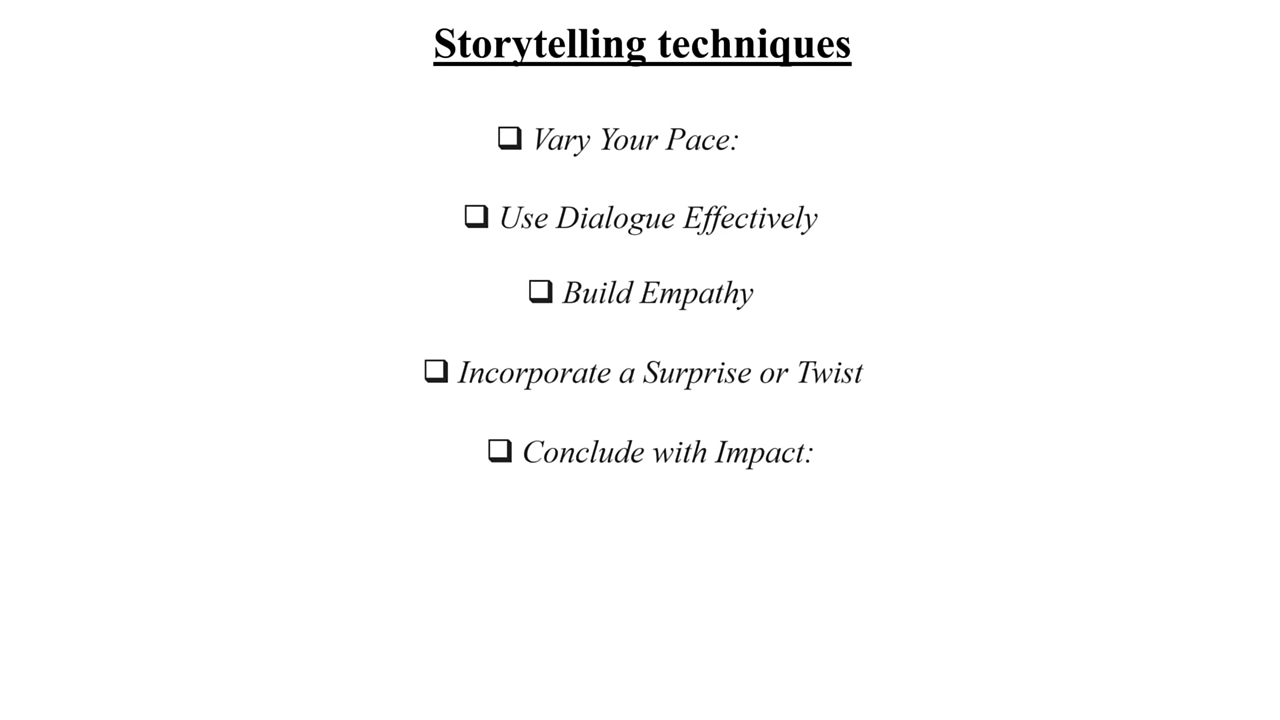 Storytelling techniques
❑ Vary Your Pace:
❑ Use Dialogue Effectively
❑ Build Empathy
❑ Incorporate a Surprise or Twist
❑ Conclude with Impact: